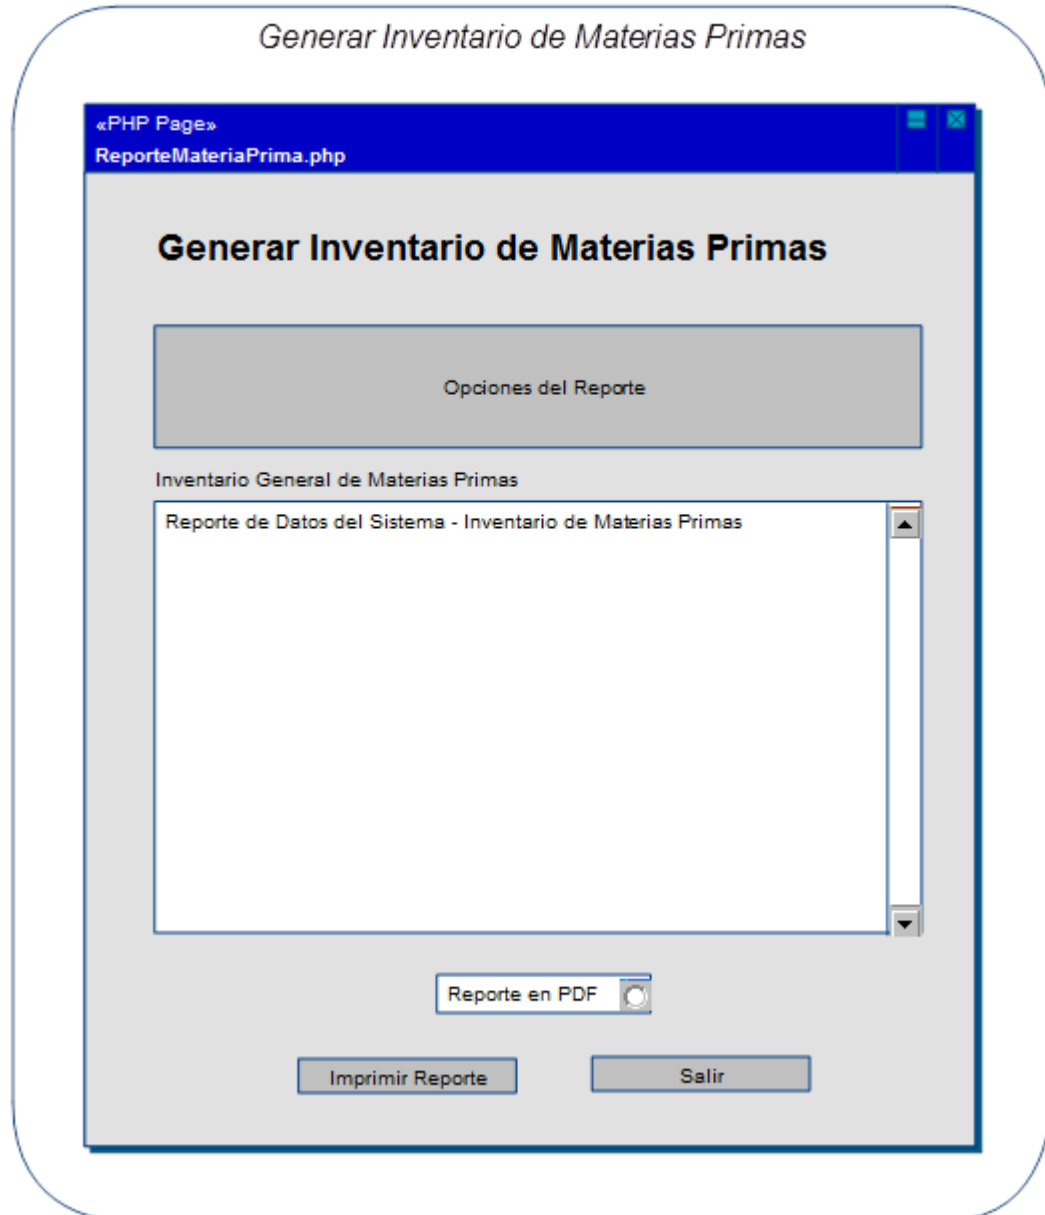 Generar Inventario de Materias Primas
«PHP Page»
ReporteMateriaPrima.php
Generar Inventario de Materias Primas
Opciones del Reporte
Inventario General de Materias Primas
Reporte de Datos del Sistema - Inventario de Materias Primas
Reporte en PDF
Imprimir Reporte
Salir